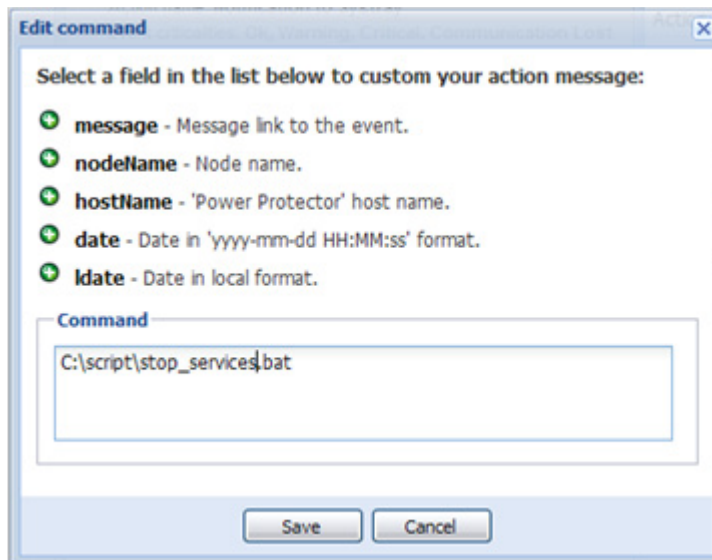 Edit command
Select a field in the list below to custom your action message:
message - Message link to the event.
nodeName - Node name.
hostName - 'Power Protector' host name.
date - Date in 'yyyy-mm-dd HH:MM:ss' format.
ldate - Date in local format.
Command
C:\script\stop_services.bat
Save
Cancel